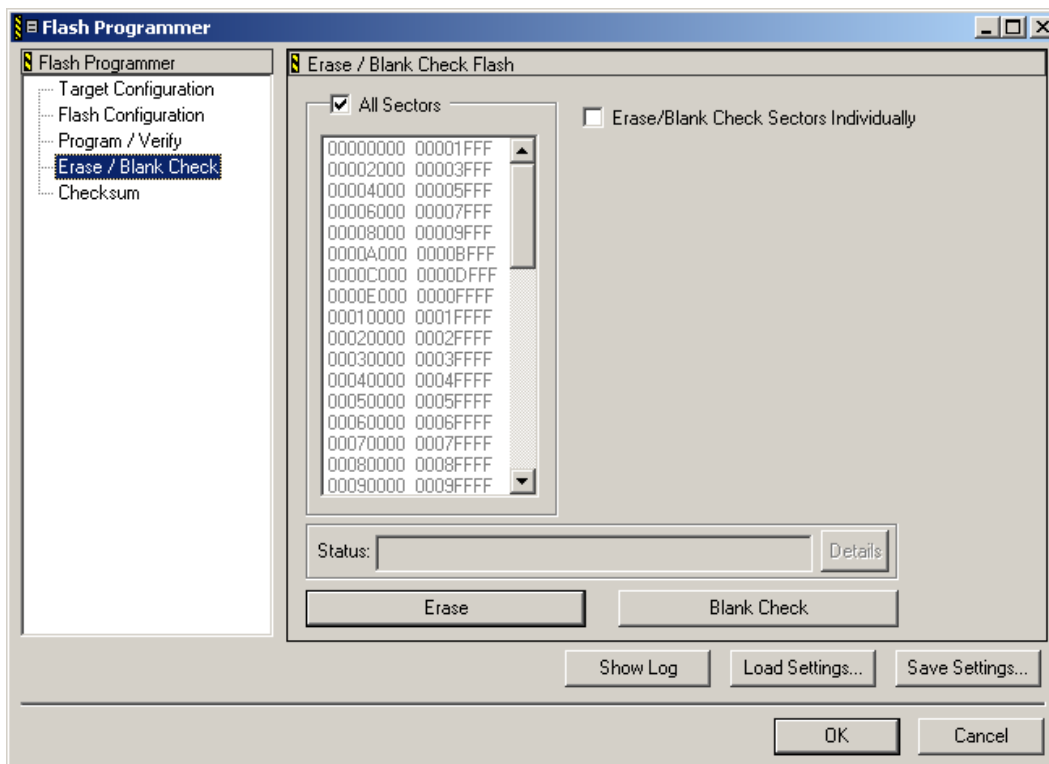 Flash Programmer
Flash Programmer
Target Configuration
Flash Configuration
Program / Verify
Erase / Blank Check
Checksum
Erase / Blank Check Flash
All Sectors
Erase/Blank Check Sectors Individually
00000000 00001FFF
00002000 00003FFF
00004000 00005FFF
00006000 00007FFF
00008000 00009FFF
0000A000 0000BFFF
0000C000 0000DFFF
0000E000 0000FFFF
00010000 0001FFFF
00020000 0002FFFF
00030000 0003FFFF
00040000 0004FFFF
00050000 0005FFFF
00060000 0006FFFF
00070000 0007FFFF
00080000 0008FFFF
00090000 0009FFFF
Status:
Details
Erase
Blank Check
Show Log
Load Settings...
Save Settings...
OK
Cancel